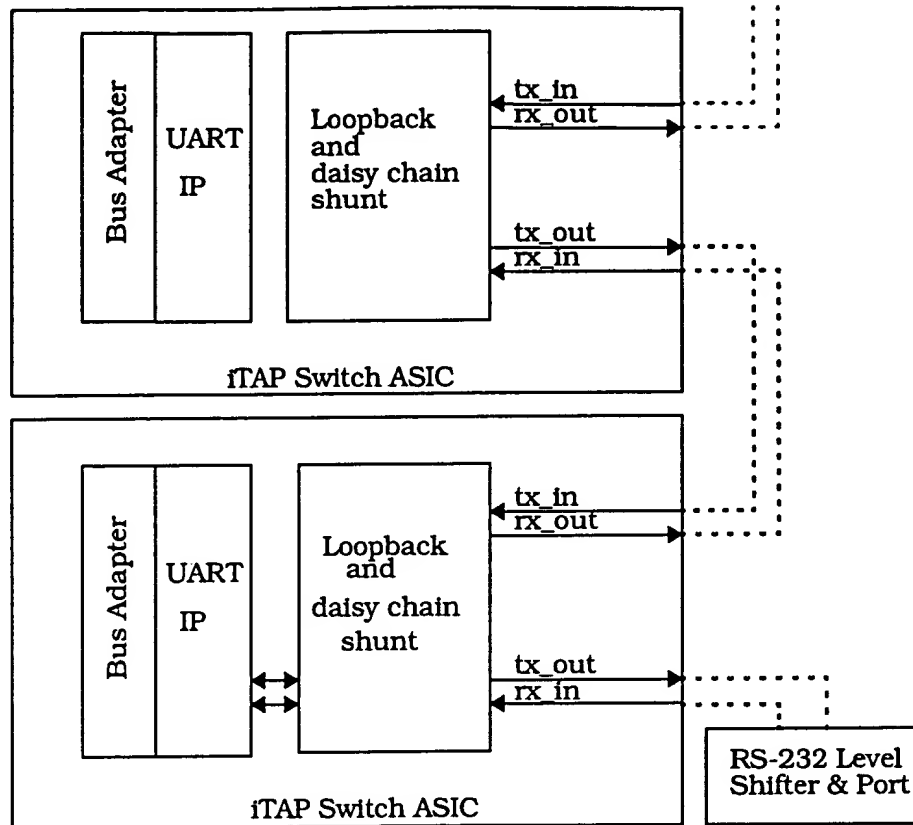 Bus Adapter
UART
IP
Loopback
and
daisy chain
shunt
tx_in
rx_out
tx_out
rx_in
iTAP Switch ASIC
Bus Adapter
UART
IP
Loopback
and
daisy chain
shunt
tx_in
rx_out
tx_out
rx_in
iTAP Switch ASIC
RS-232 Level
Shifter & Port